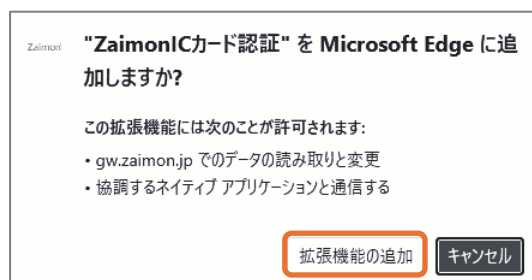 Zaimon
"ZaimonICカード認証" を Microsoft Edge に追
加しますか?
この拡張機能には次のことが許可されます:
• gw.zaimon.jp でのデータの読み取りと変更
• 協調するネイティブ アプリケーションと通信する
拡張機能の追加 キャンセル